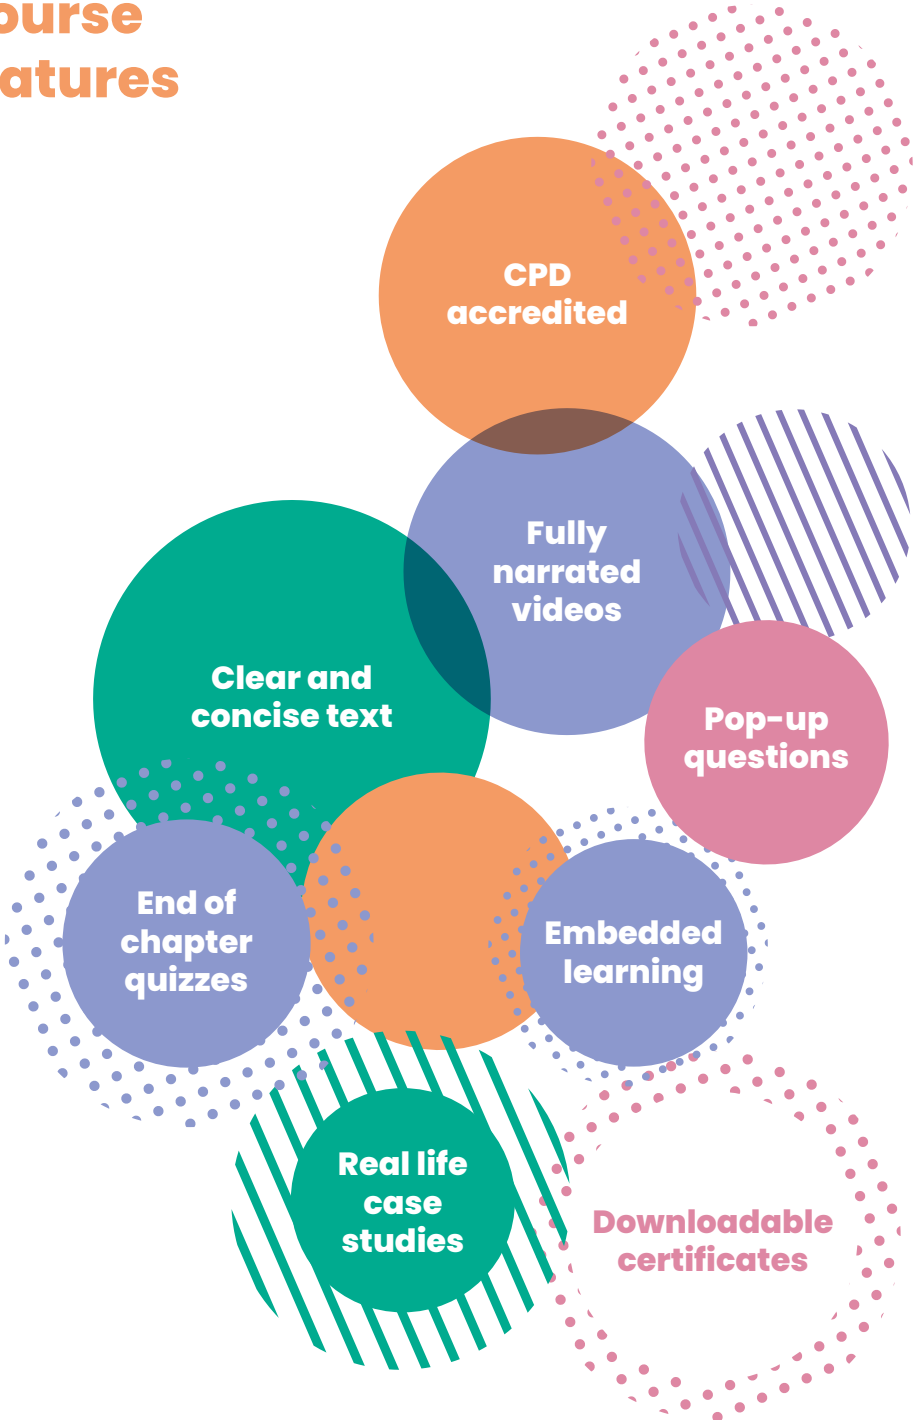 ourse
atures
CPD
accredited
Fully
narrated
videos
Clear and
concise text
Pop-up
questions
End of
chapter
quizzes
Embedded
learning
Real life
case
studies
Downloadable
certificates